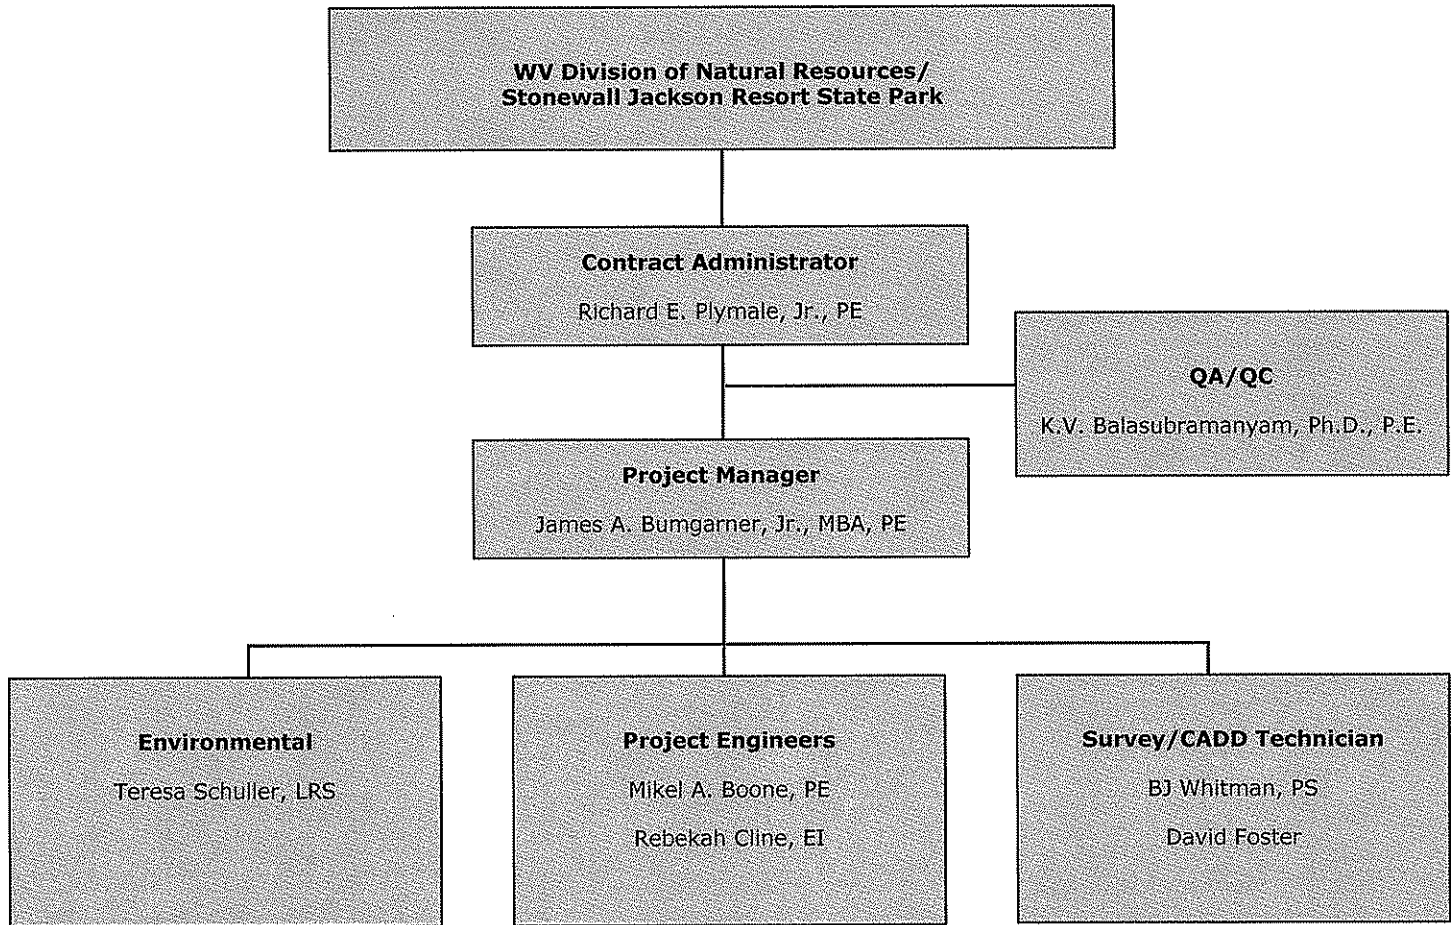 WV Division of Natural Resources/
Stonewall Jackson Resort State Park
Contract Administrator
Richard E. Plymale, Jr., PE
QA/QC
K.V. Balasubramanyam, Ph.D., P.E.
Project Manager
James A. Bumgarner, Jr., MBA, PE
Environmental
Teresa Schuller, LRS
Project Engineers
Mikel A. Boone, PE
Rebekah Cline, EI
Survey/CADD Technician
BJ Whitman, PS
David Foster